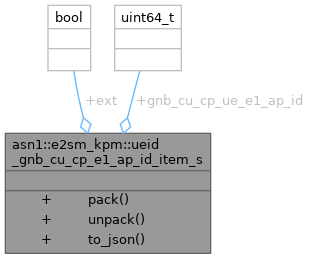 bool
uint64_t
+ext
+gnb_cu_cp_ue_e1_ap_id
asn1::e2sm_kpm::ueid
_gnb_cu_cp_e1_ap_id_item_s
+ pack()
+ unpack()
+ to_json()